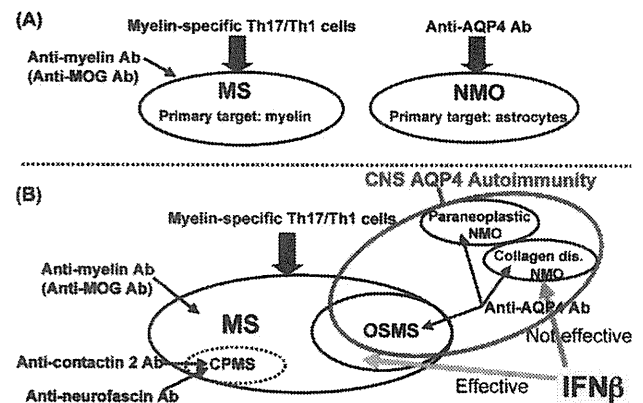 (A)
Myelin-specific Th17/Th1 cells
Anti-AQP4 Ab
Anti-myelin Ab
(Anti-MOG Ab)
MS
Primary target: myelin
NMO
Primary target: astrocytes
(B)
CNS AQP4 Autoimmunity
Myelin-specific Th17/Th1 cells
Paraneoplastic
NMO
Collagen dis.
NMO
Anti-myelin Ab
(Anti-MOG Ab)
MS
OSMS
Anti-AQP4 Ab
Not effective
Anti-contactin 2 Ab
CPMS
Anti-neurofascin Ab
Effective
IFNβ